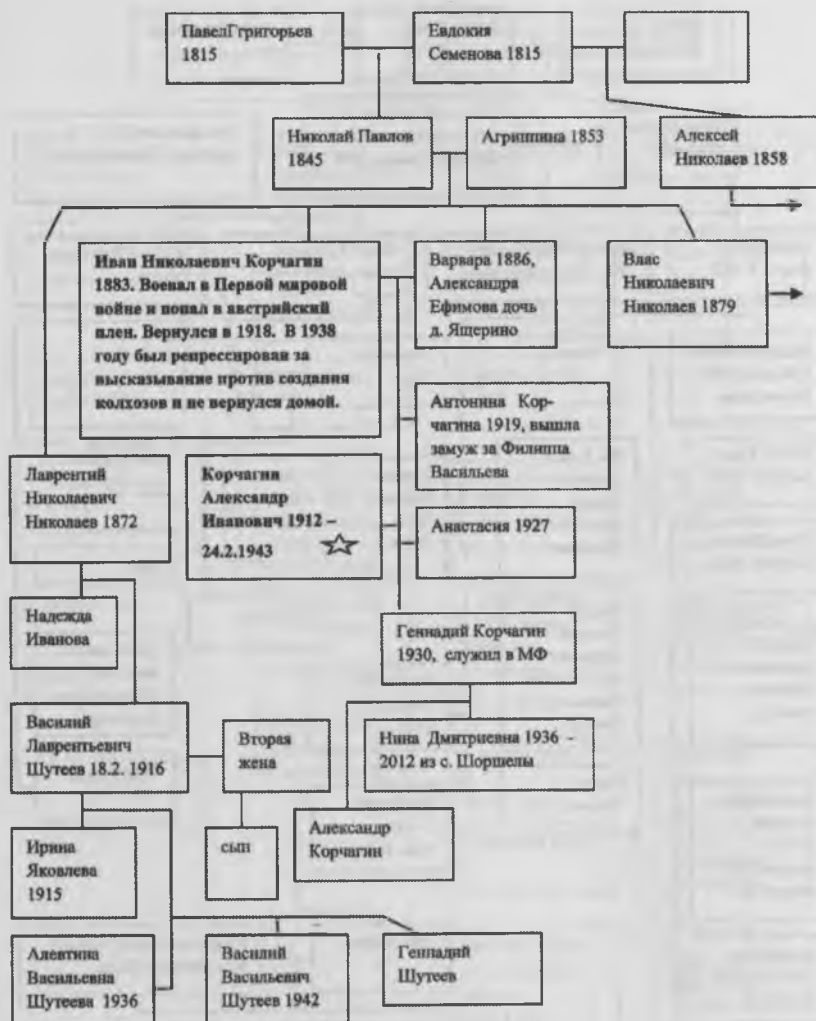 ПавелГгригорьев
1815
Евдокия
Семенова 1815
Николай Павлов
1845
Агриппина 1853
Алексей
Николаев 1858
Иван Николаевич Корчагин
1883. Воевал в Первой мировой
войне и попал в австрийский
плен. Вернулся в 1918. В 1938
году был репрессирован за
высказывание против создания
колхозов и не вернулся домой.
Варвара 1886,
Александра
Ефимова дочь
д. Ящерино
Влас
Николаевич
Николаев 1879
Антонина Кор-
чагина 1919, вышла
замуж за Филиппа
Васильева
Лаврентий
Николаевич
Николаев 1872
Корчагин
Александр
Иванович 1912 –
24.2.1943
Анастасия 1927
Надежда
Иванова
Геннадий Корчагин
1930, служил в МФ
Василий
Лаврентьевич
Шутеев 18.2. 1916
Вторая
жена
Нина Дмитриевна 1936 -
2012 из с. Шоршелы
Ирина
Яковлева
1915
сын
Александр
Корчагин
Алевтина
Васильевна
Шутеева 1936
Василий
Васильевич
Шутеев 1942
Геннадий
Шутеев